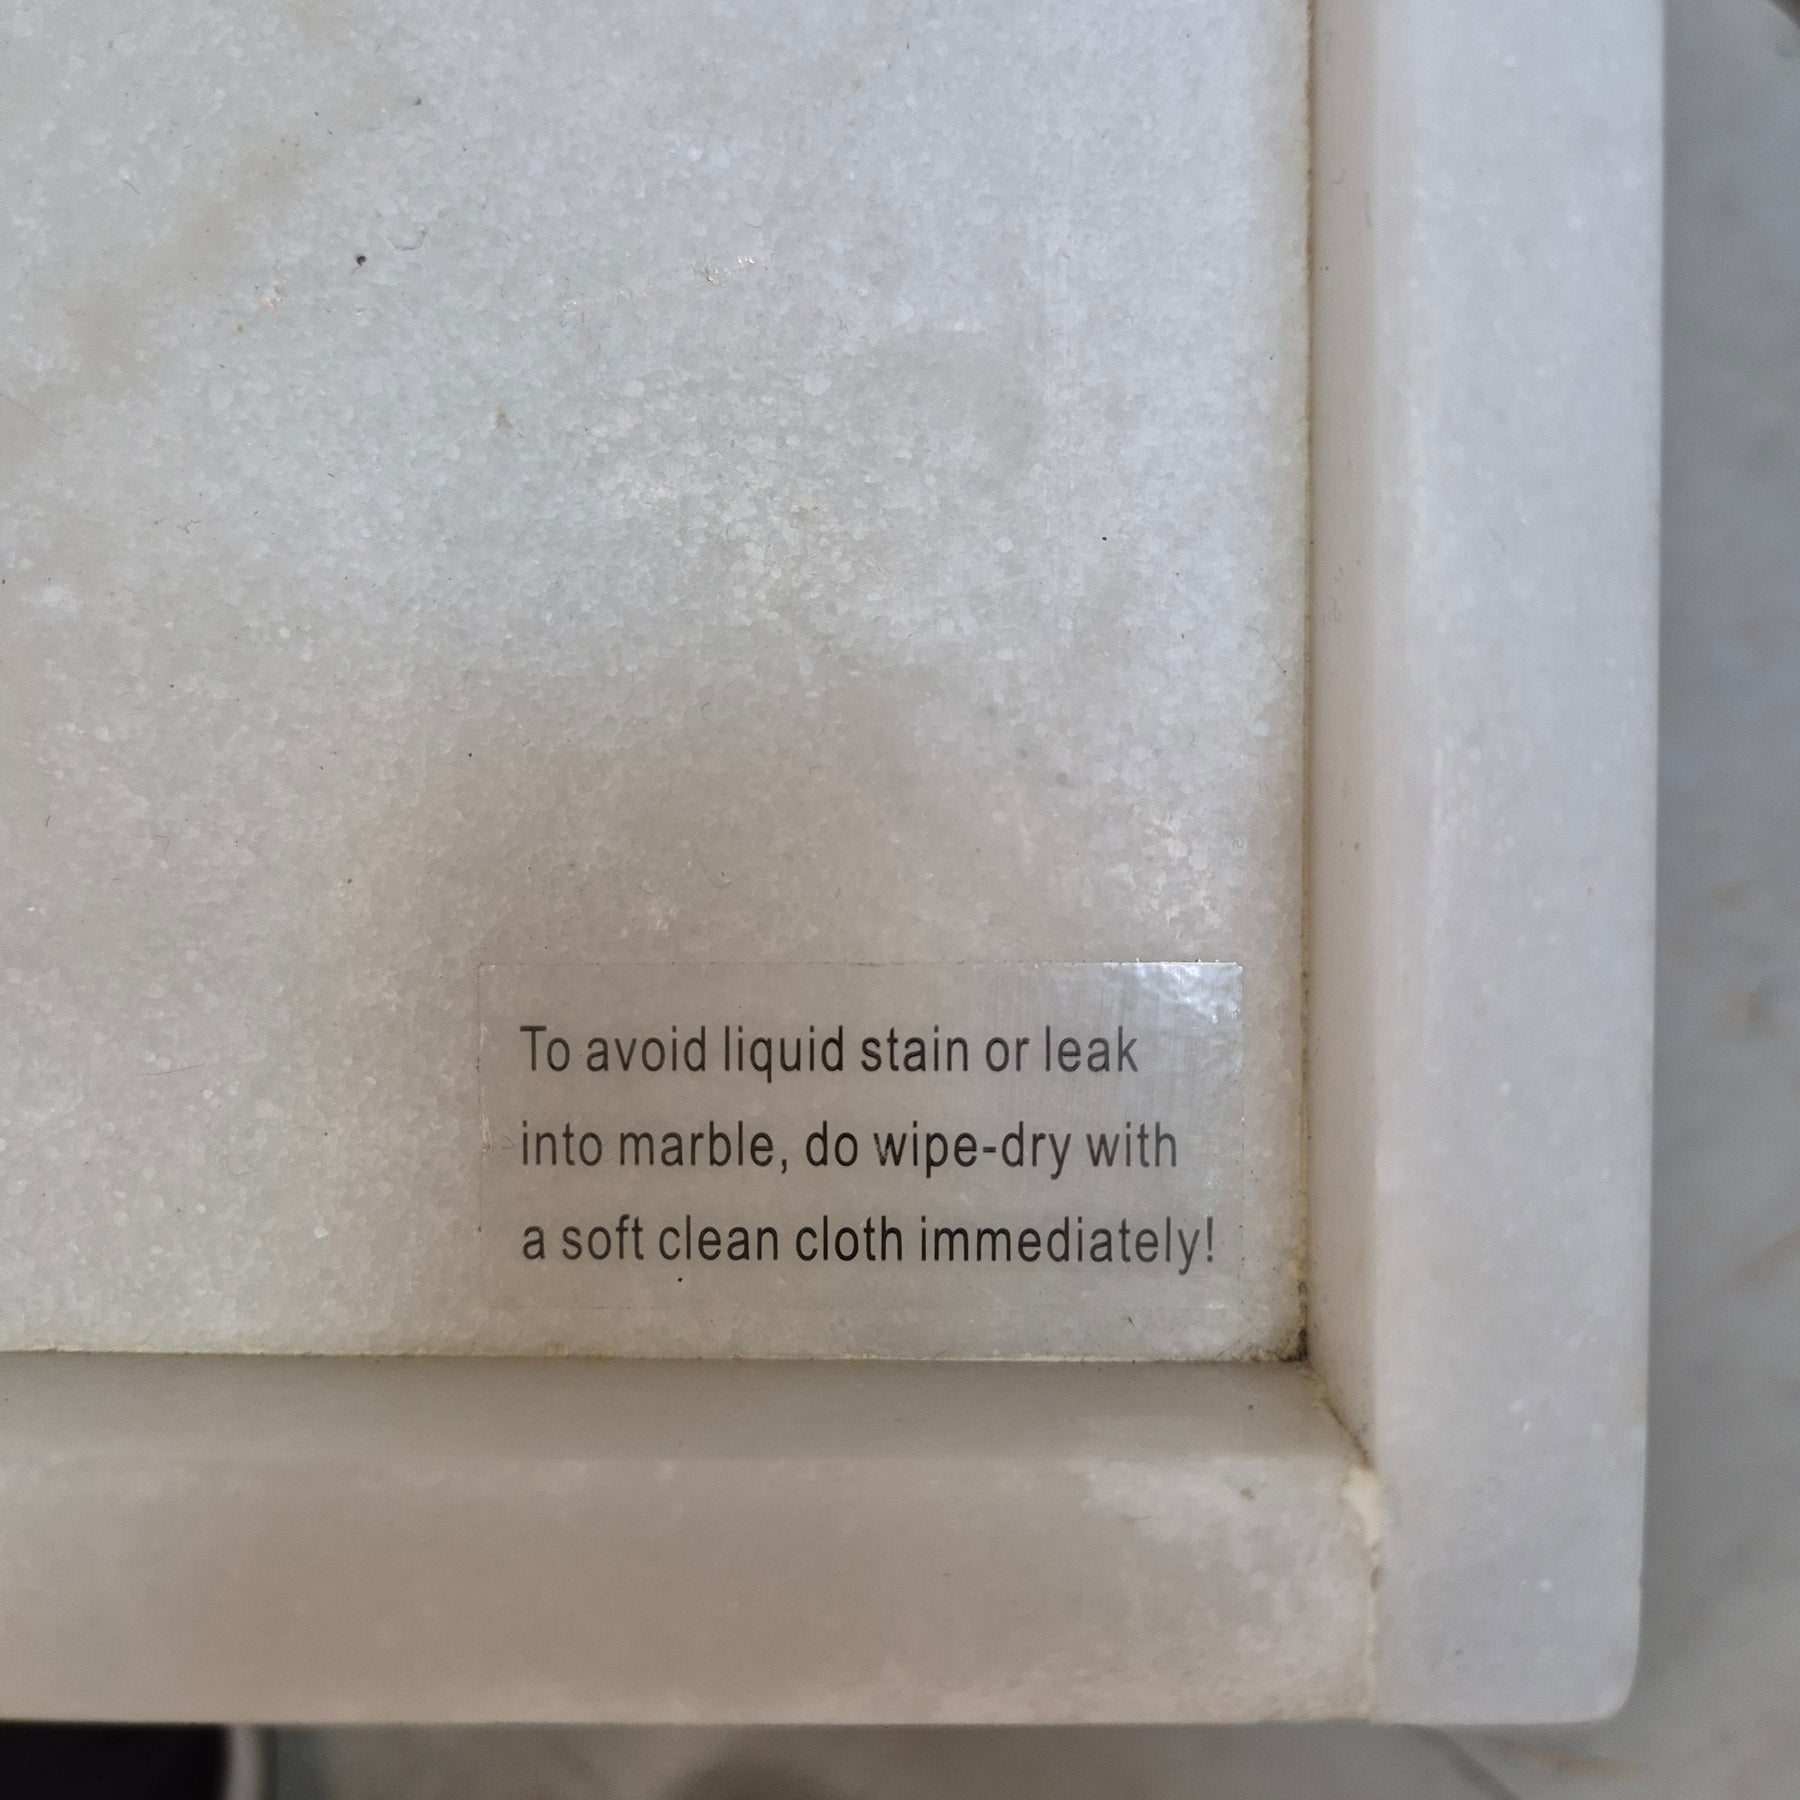 To avoid liquid stain or leak
into marble, do wipe-dry with
a soft clean cloth immediately!